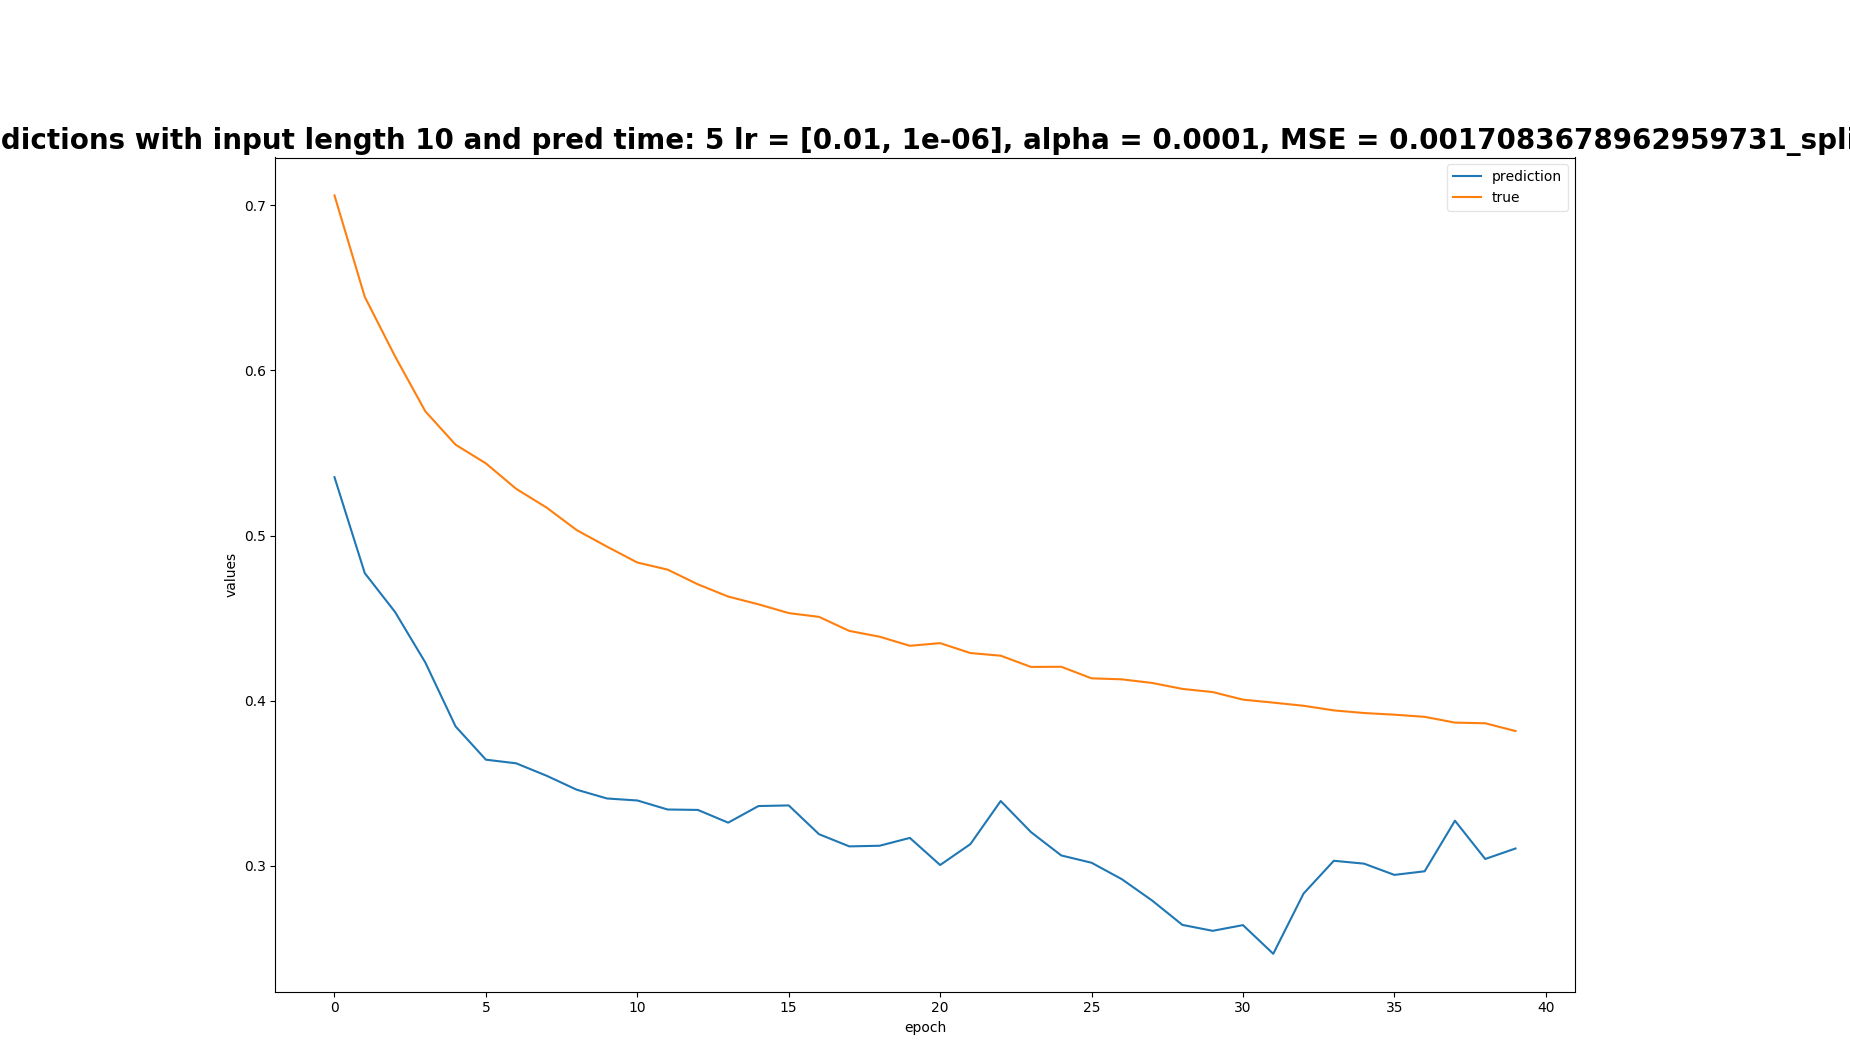 dictions with input length 10 and pred time: 5 lr = [0.01, 1e-06], alpha = 0.0001, MSE = 0.0017083678962959731_spli
prediction
true
0.7
0.6
0.5
0.4
0.3
values
0 5 10 15 20 25 30 35 40
epoch